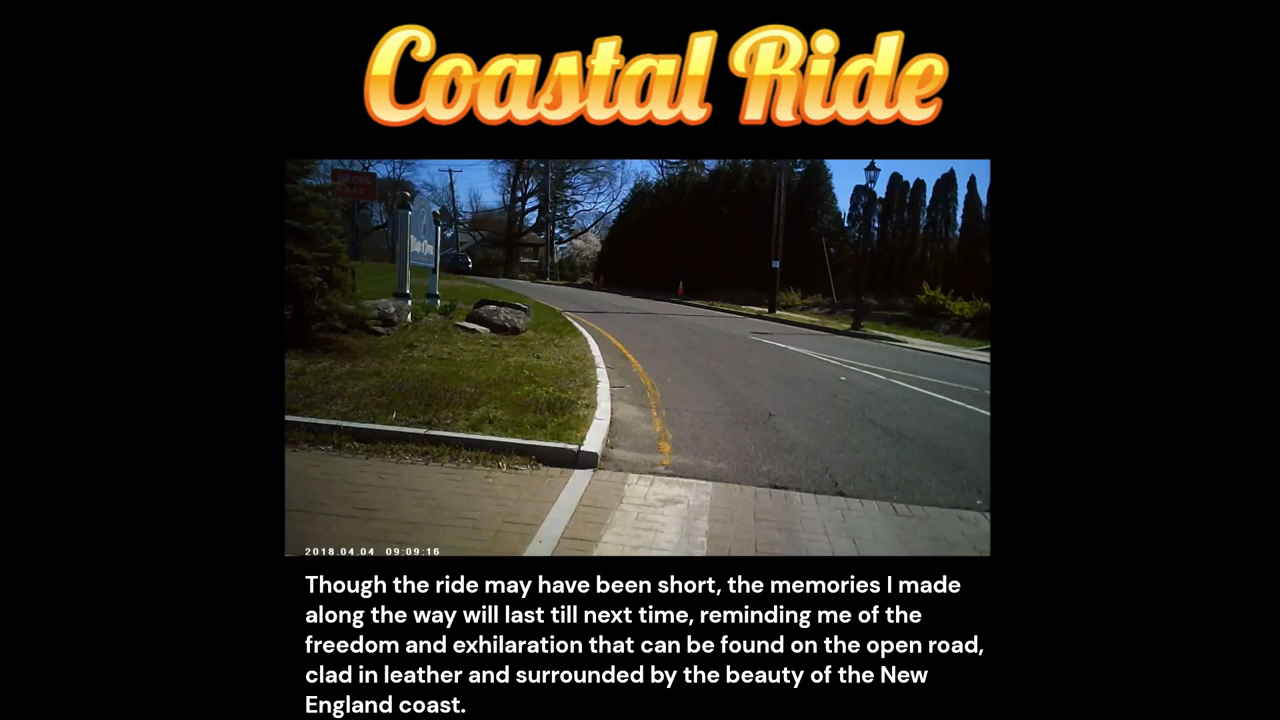 Coastal Ride
WRONG
WAY
2018.04.04 09:09:16
Though the ride may have been short, the memories I made
along the way will last till next time, reminding me of the
freedom and exhilaration that can be found on the open road,
clad in leather and surrounded by the beauty of the New
England coast.